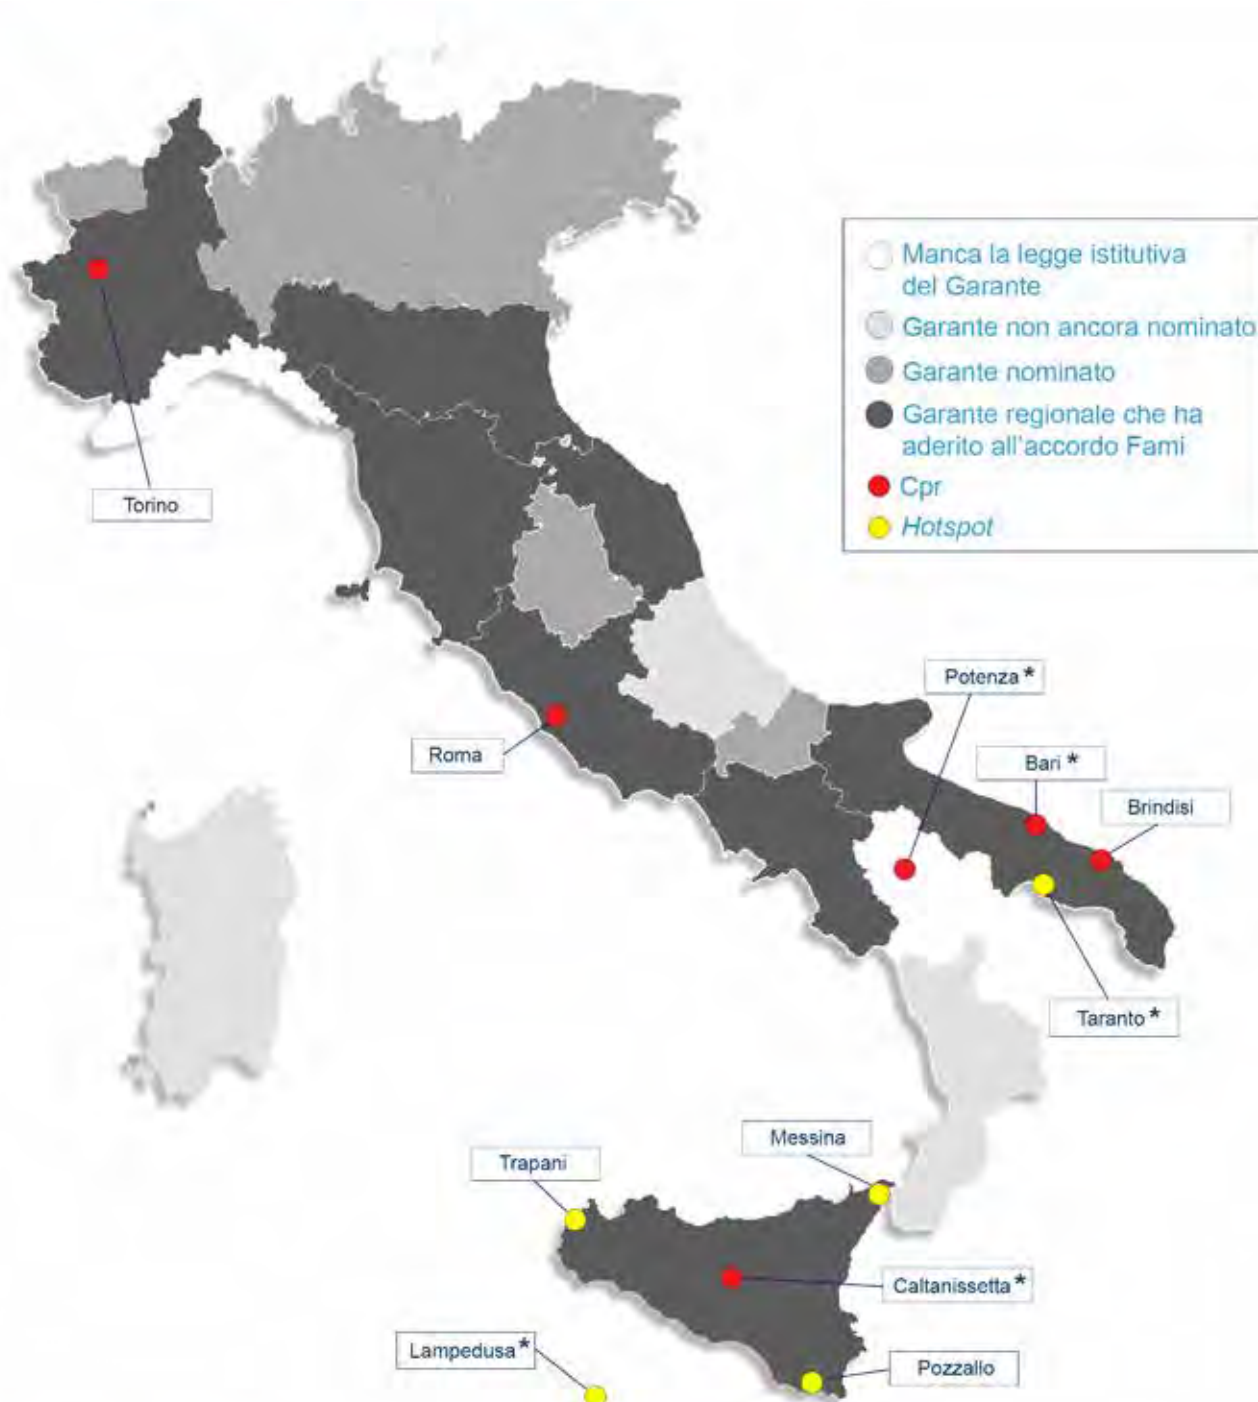 Manca la legge istitutiva
del Garante
Garante non ancora nominato
Garante nominato
Garante regionale che ha
aderito all'accordo Fami
Cpr
Hotspot
Torino
Potenza *
Roma
Bari *
Brindisi
Taranto *
Messina
Trapani
Caltanissetta *
Lampedusa *
Pozzallo